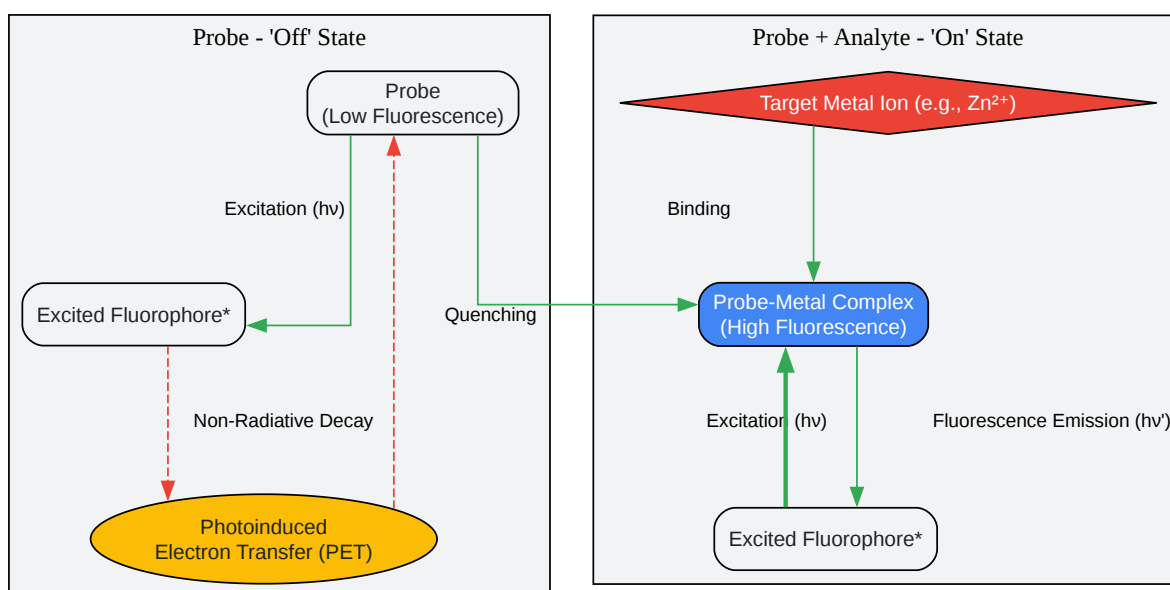 Probe - 'Off' State
Probe
(Low Fluorescence)
Excitation (hν)
Excited Fluorophore*
Quenching
Non-Radiative Decay
Photoinduced
Electron Transfer (PET)
Probe + Analyte - 'On' State
Target Metal Ion (e.g., Zn²⁺)
Binding
Probe-Metal Complex
(High Fluorescence)
Excitation (hν)
Fluorescence Emission (hν')
Excited Fluorophore*